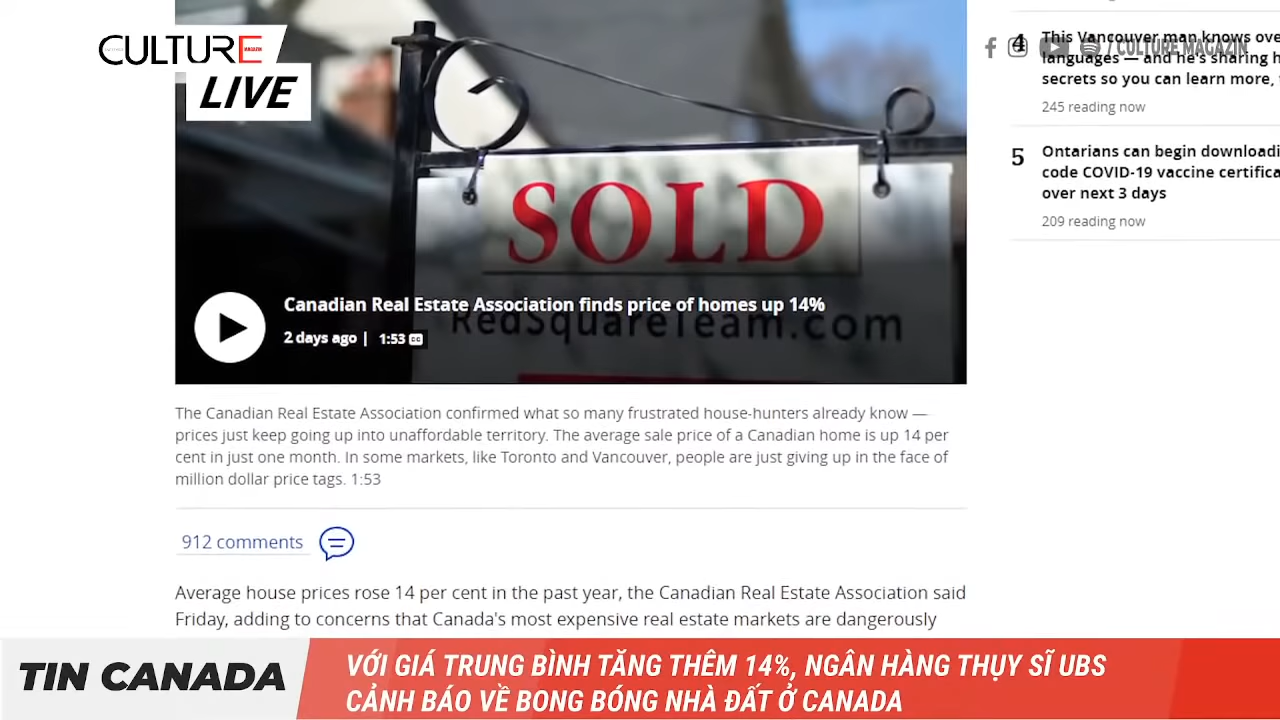 CULTURE
MAGAZIN
LIVE
/ CULTURE MAGAZIN
SOLD
RedSquareTeam.com
Canadian Real Estate Association finds price of homes up 14%
2 days ago | 1:53 CC
The Canadian Real Estate Association confirmed what so many frustrated house-hunters already know —
prices just keep going up into unaffordable territory. The average sale price of a Canadian home is up 14 per
cent in just one month. In some markets, like Toronto and Vancouver, people are just giving up in the face of
million dollar price tags. 1:53
912 comments
Average house prices rose 14 per cent in the past year, the Canadian Real Estate Association said
Friday, adding to concerns that Canada's most expensive real estate markets are dangerously
4 This Vancouver man knows ove
languages — and he's sharing h
secrets so you can learn more,
245 reading now
5 Ontarians can begin downloadi
code COVID-19 vaccine certifica
over next 3 days
209 reading now
TIN CANADA
VỚI GIÁ TRUNG BÌNH TĂNG THÊM 14%, NGÂN HÀNG THỤY SĨ UBS
CẢNH BÁO VỀ BONG BÓNG NHÀ ĐẤT Ở CANADA